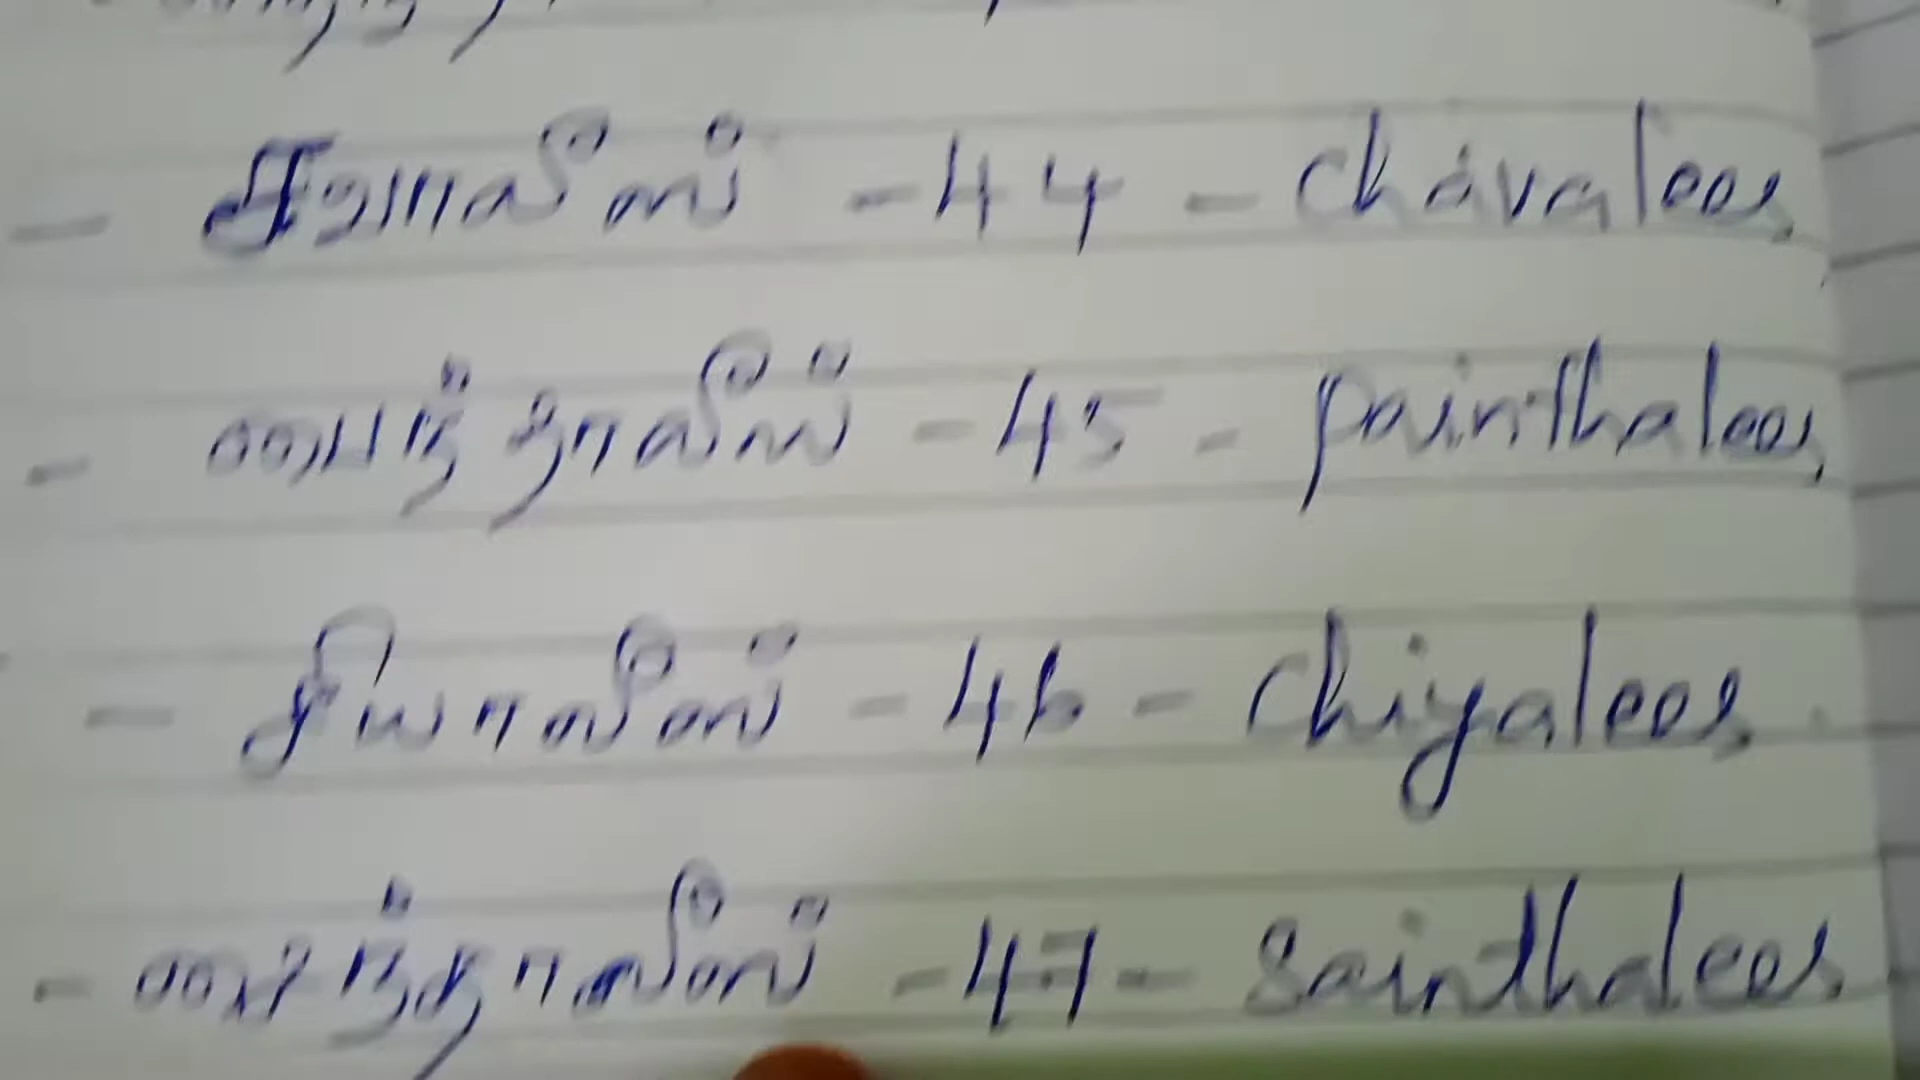 - சவாலீஸ் - 44 - chavalees
- பைந்தாலீஸ் - 45 - painthalees
- சியாலீஸ் - 46 - chiyalees
- சைந்தாலீஸ் - 47 - sainthalees